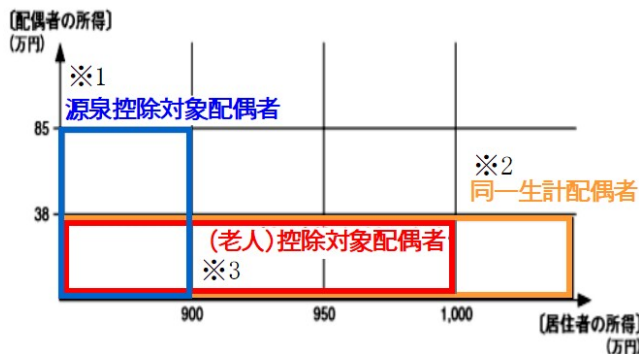 〔配偶者の所得〕
(万円)
※1
源泉控除対象配偶者
85
※2
同一生計配偶者
38
(老人)控除対象配偶者
※3
900
950
1,000
〔居住者の所得〕
(万円)